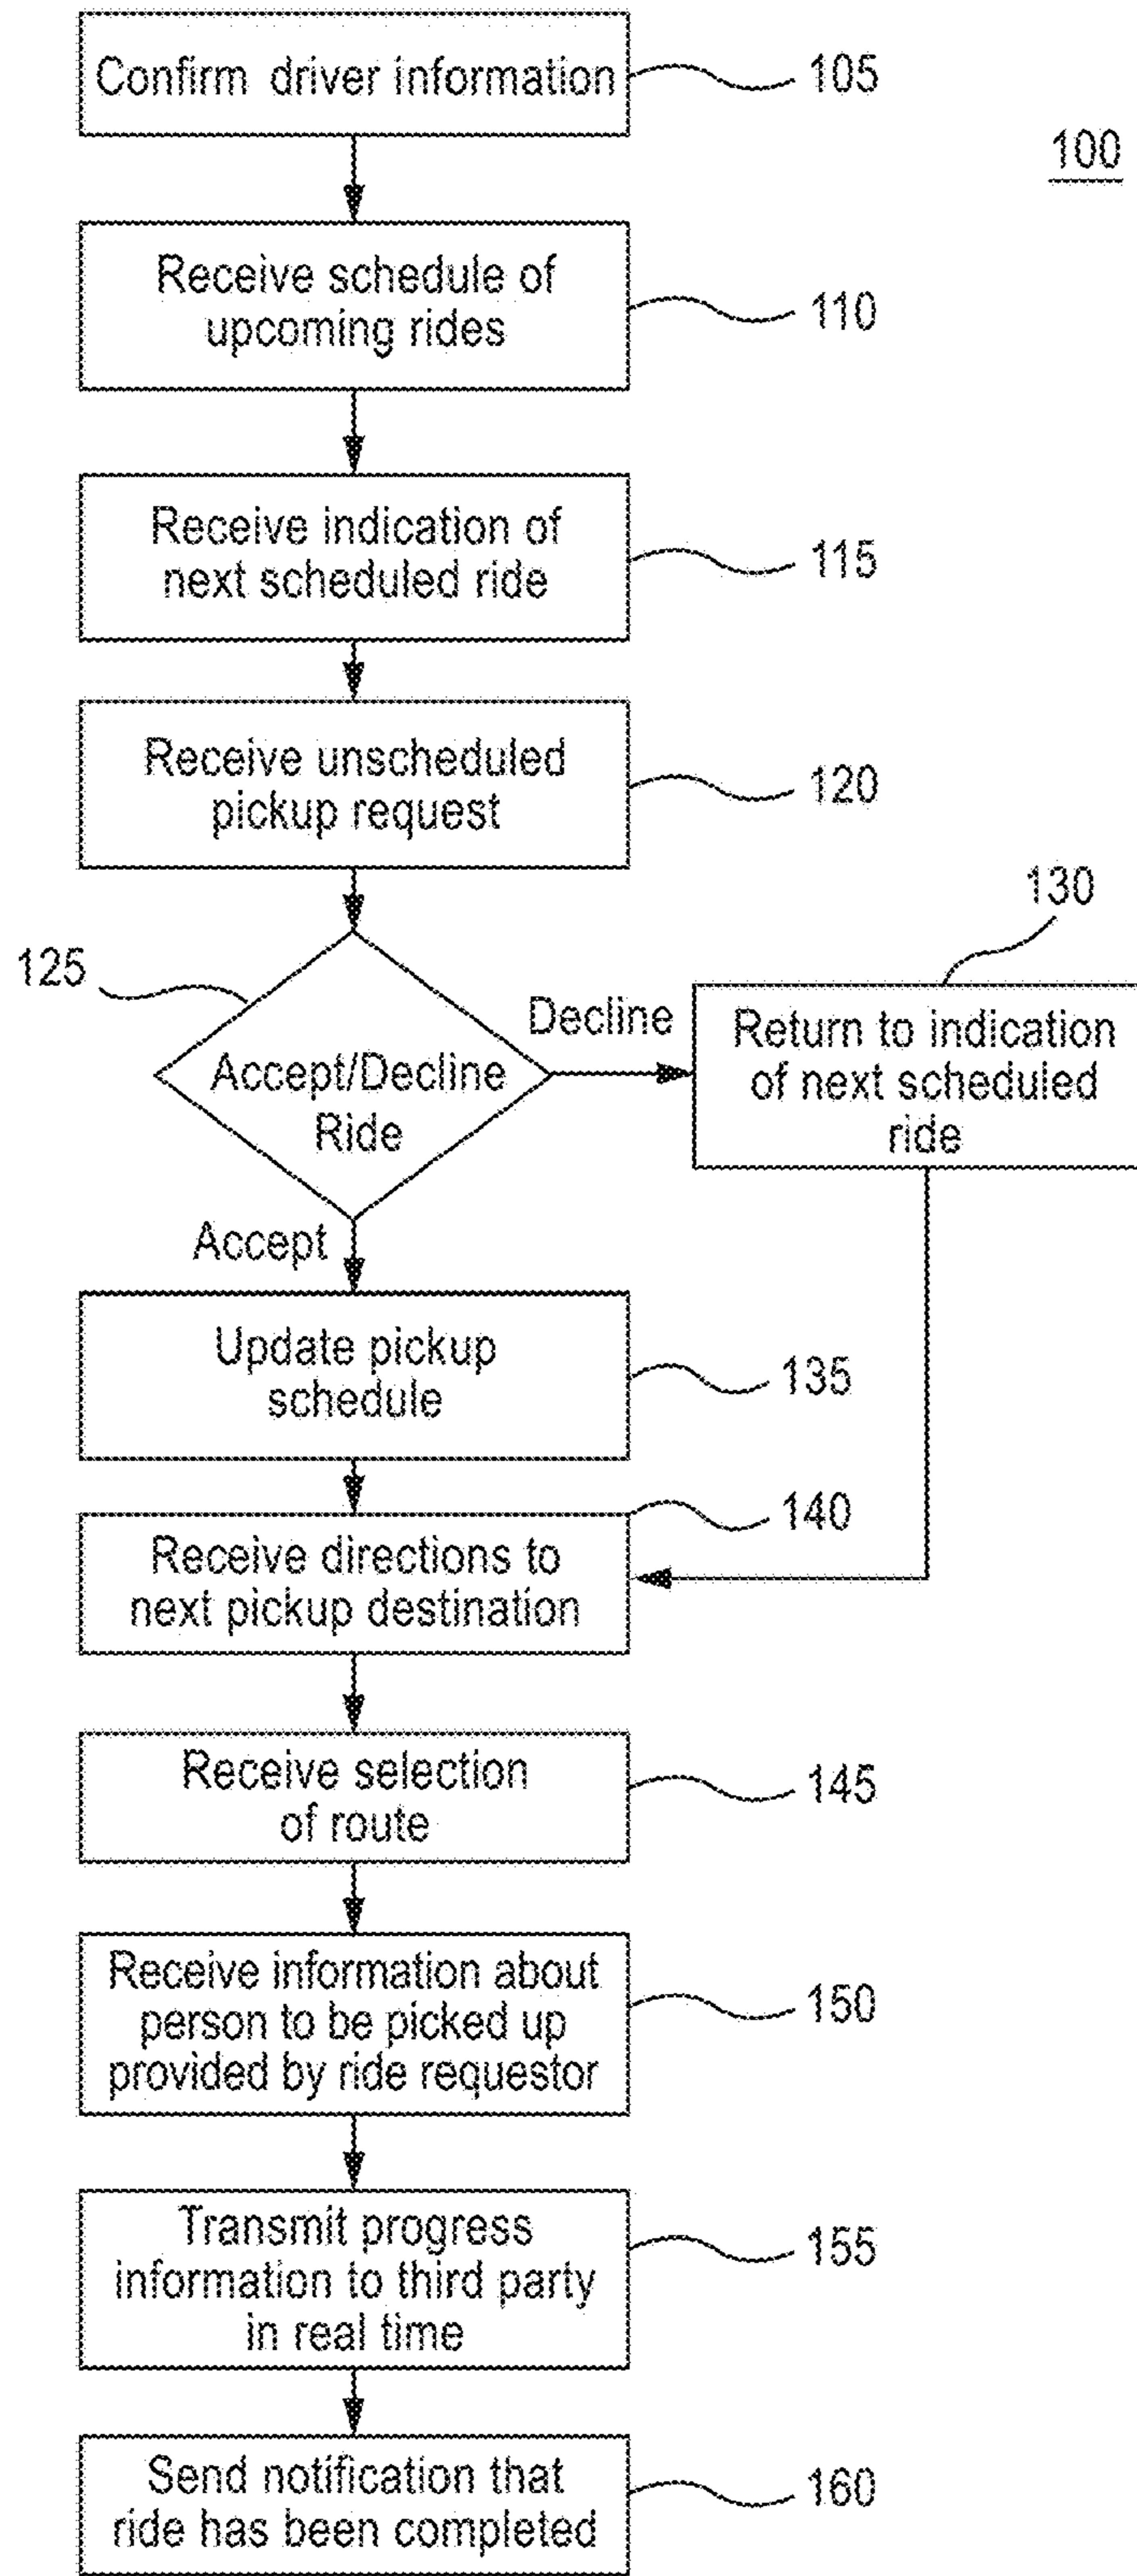 Confirm driver information
105
100
Receive schedule of
upcoming rides
110
Receive indication of
next scheduled ride
115
Receive unscheduled
pickup request
120
130
125
Decline
Accept/Decline
Ride
Return to indication
of next scheduled
ride
Accept
Update pickup
schedule
135
140
Receive directions to
next pickup destination
Receive selection
of route
145
Receive information about
person to be picked up
provided by ride requestor
150
Transmit progress
information to third party
in real time
155
Send notification that
ride has been completed
160